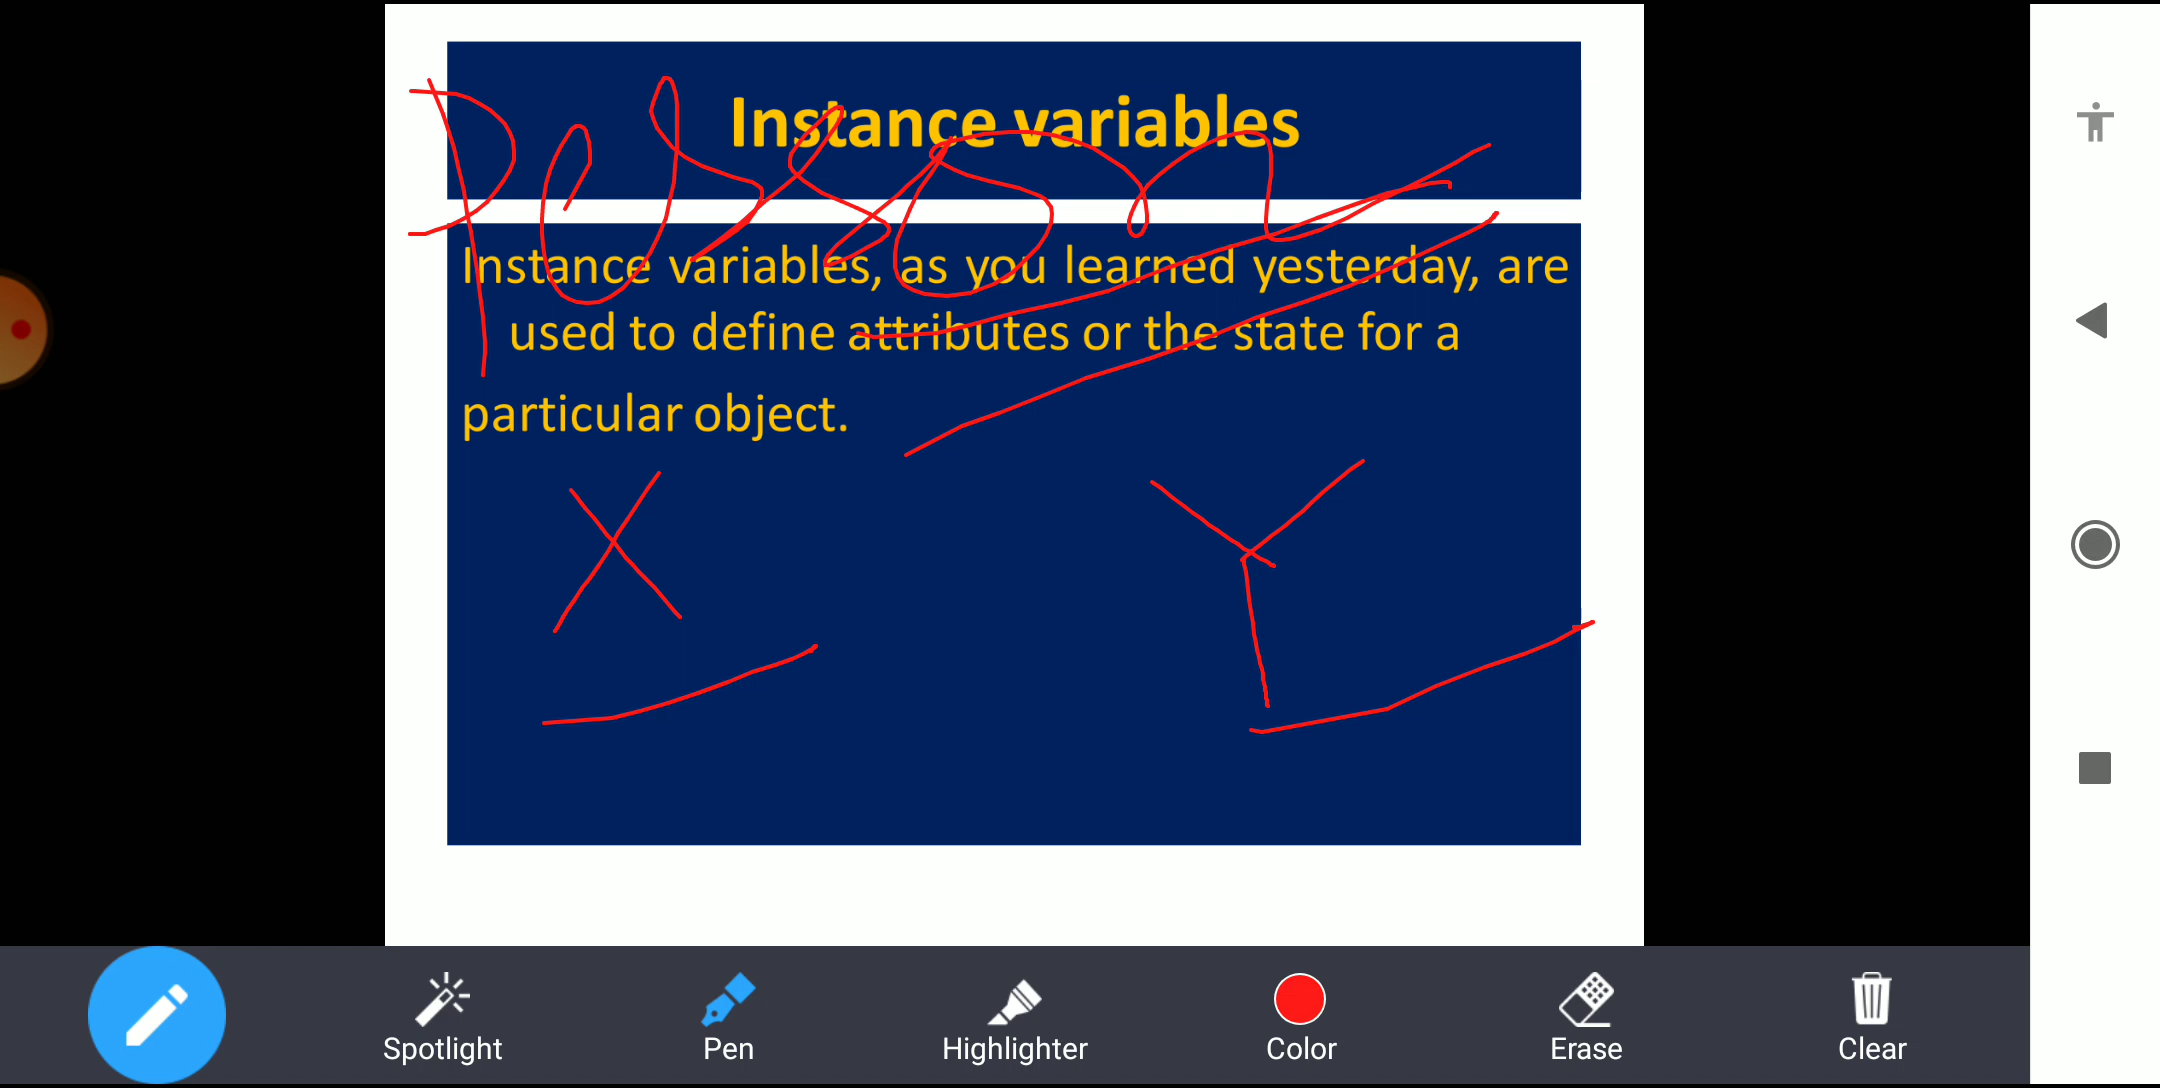 Instance variables
Person
Instance variables, as you learned yesterday, are
used to define attributes or the state for a
particular object.
X Y
Spotlight Pen Highlighter Color Erase Clear